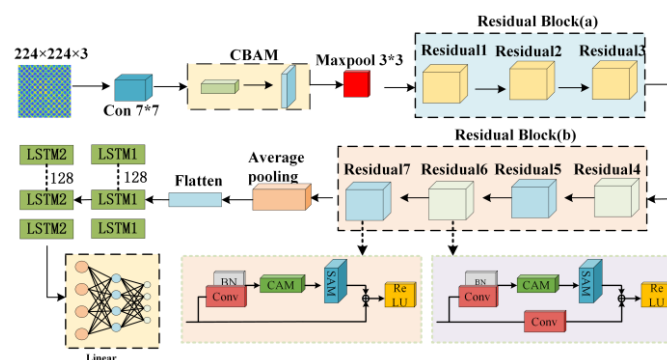 Residual Block(a)
224×224×3
CBAM
Maxpool 3*3
Residual1
Residual2
Residual3
Con 7*7
Residual Block(b)
LSTM2
LSTM1
Average
pooling
Residual7
Residual6
Residual5
Residual4
128
128
Flatten
LSTM2
LSTM1
LSTM2
LSTM1
BN
Conv
CAM
SAM
Re
LU
BN
Conv
CAM
SAM
Re
LU
Conv
Linear